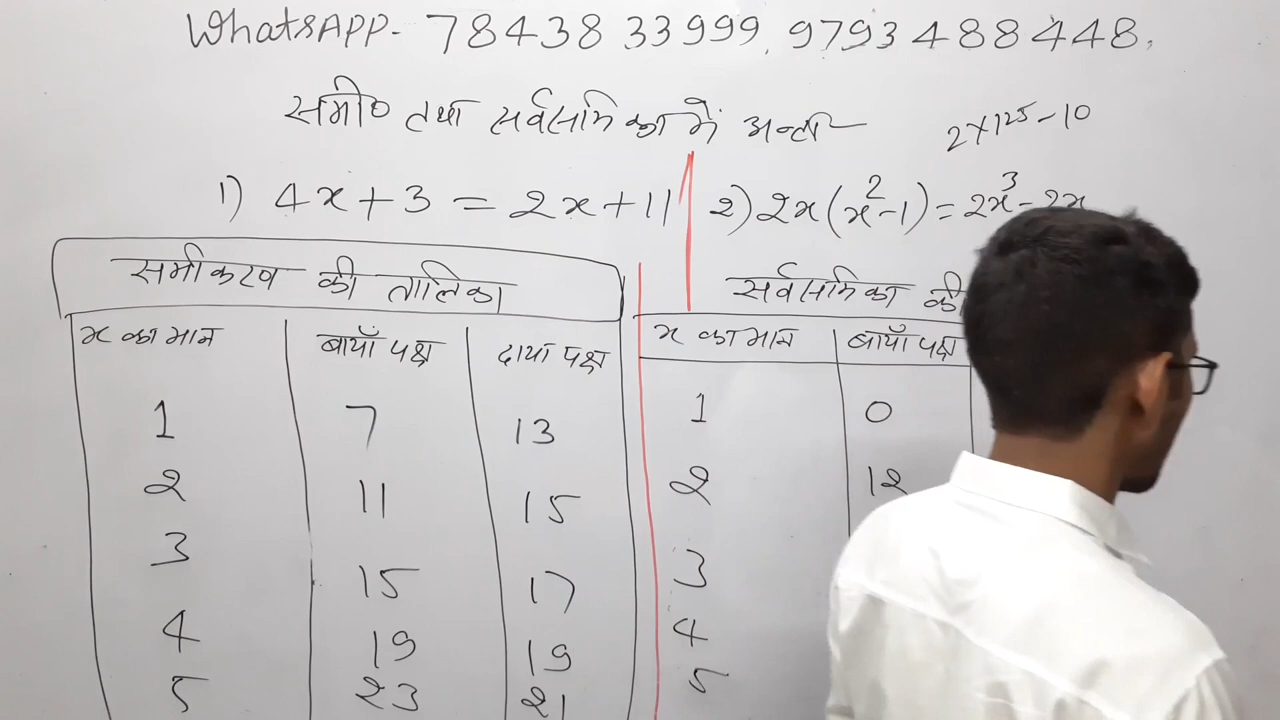 WhatsAPP- 7843833999, 9793488448,
समी० तथा सर्वसमिका में अन्तर
2×125-10
1) 4x+3 = 2x+11
2) 2x(x²-1)=2x³-2x
समीकरण की तालिका
x का मान बायाँ पक्ष दाया पक्ष
1 7 13
2 11 15
3 15 17
4 19 19
5 23 21
सर्वसमिका की
x का मान बायाँ पक्ष
1 0
2 12
3
4
5